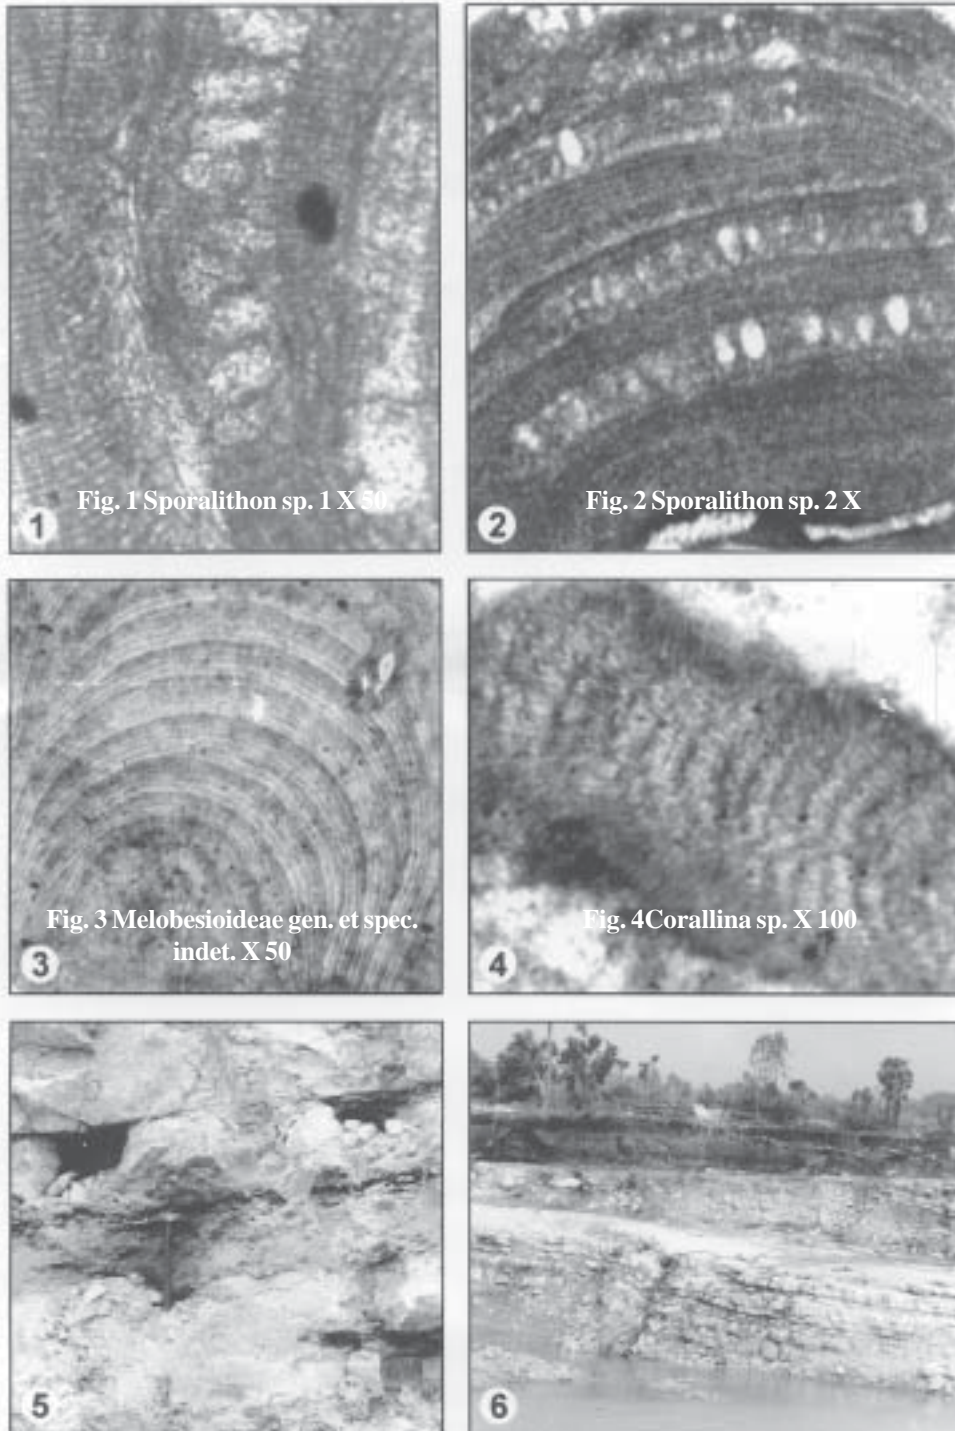 Fig. 1 Sporalithon sp. 1 X 50
1
Fig. 2 Sporalithon sp. 2 X
2
Fig. 3 Melobesioideae gen. et spec.
indet. X 50
3
Fig. 4Corallina sp. X 100
4
5
6